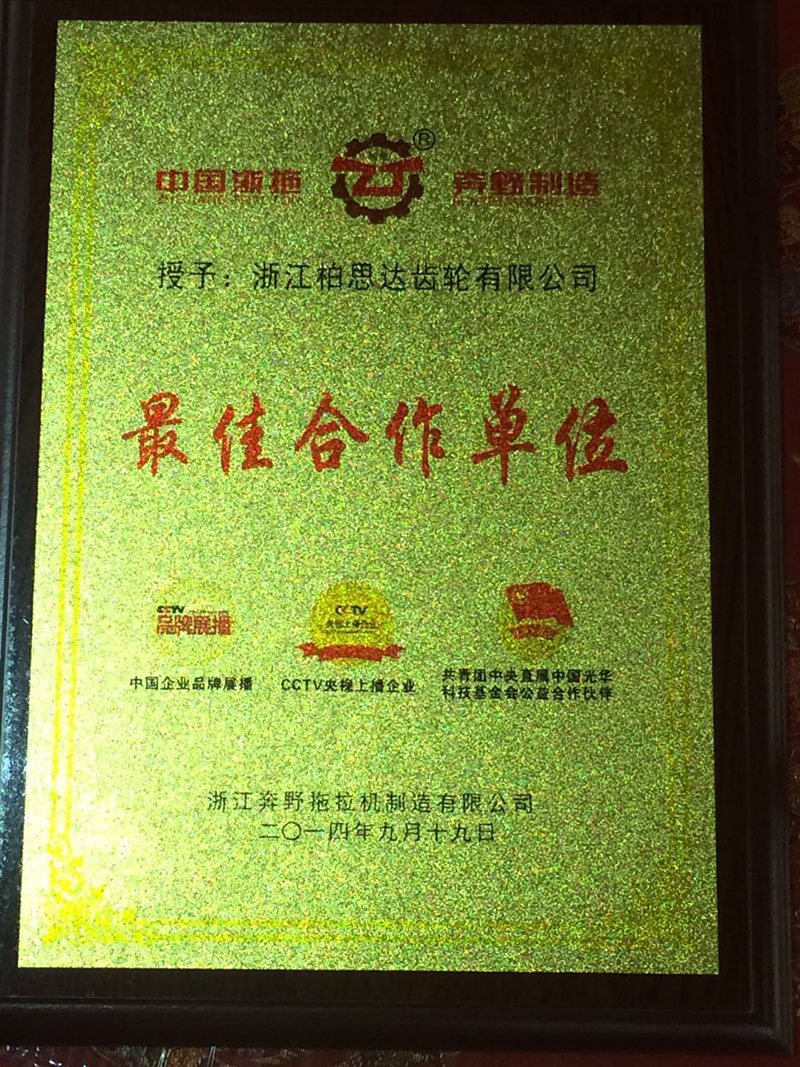 中国浙拖 ZJ ® 奔野制造
授予：浙江柏思达齿轮有限公司
最佳合作单位
CCTV
品牌展播
中国企业品牌展播
CCTV
CCTV央视上播企业
共青团中央直属中国光华
科技基金会公益合作伙伴
浙江奔野拖拉机制造有限公司
二〇一四年九月十九日